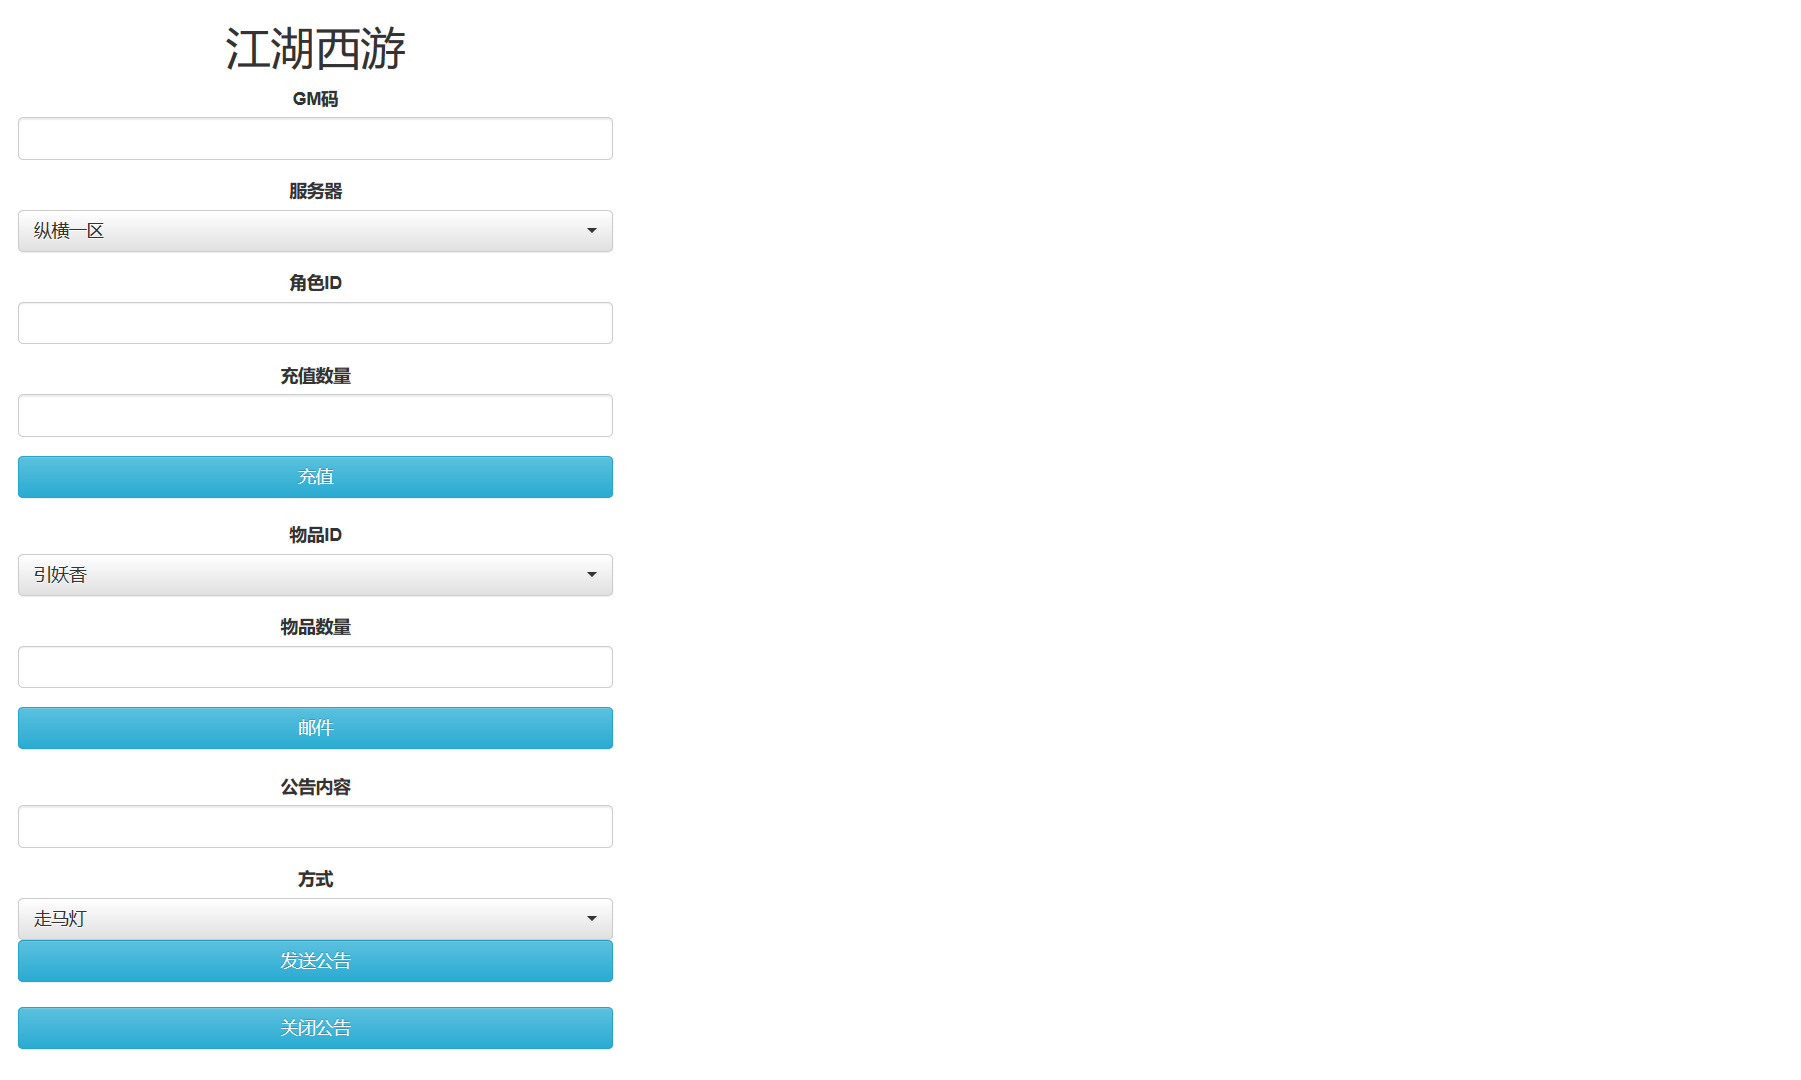 江湖西游
GM码
服务器
纵横一区
角色ID
充值数量
充值
物品ID
引妖香
物品数量
邮件
公告内容
方式
走马灯
发送公告
关闭公告